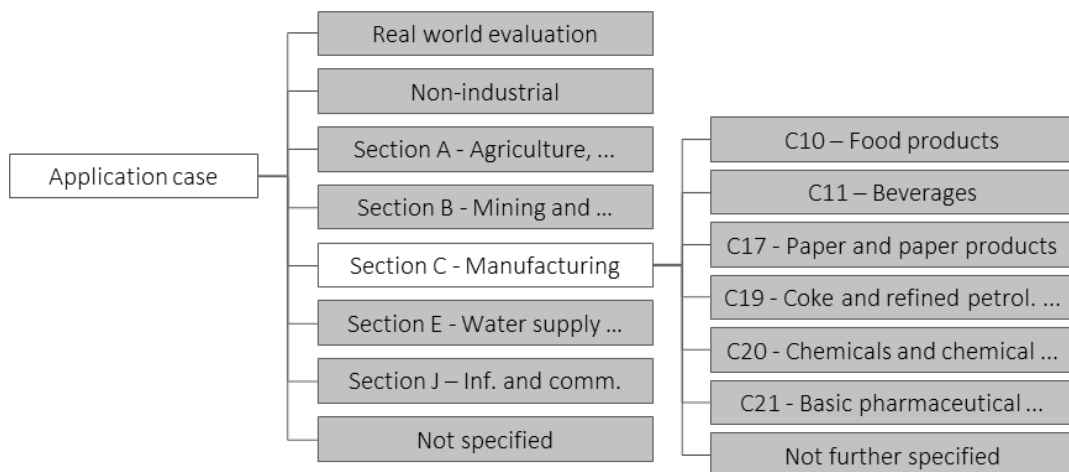 Application case
Real world evaluation
Non-industrial
Section A - Agriculture, ...
Section B - Mining and ...
Section C - Manufacturing
Section E - Water supply ...
Section J – Inf. and comm.
Not specified
C10 – Food products
C11 – Beverages
C17 - Paper and paper products
C19 - Coke and refined petrol. ...
C20 - Chemicals and chemical ...
C21 - Basic pharmaceutical ...
Not further specified